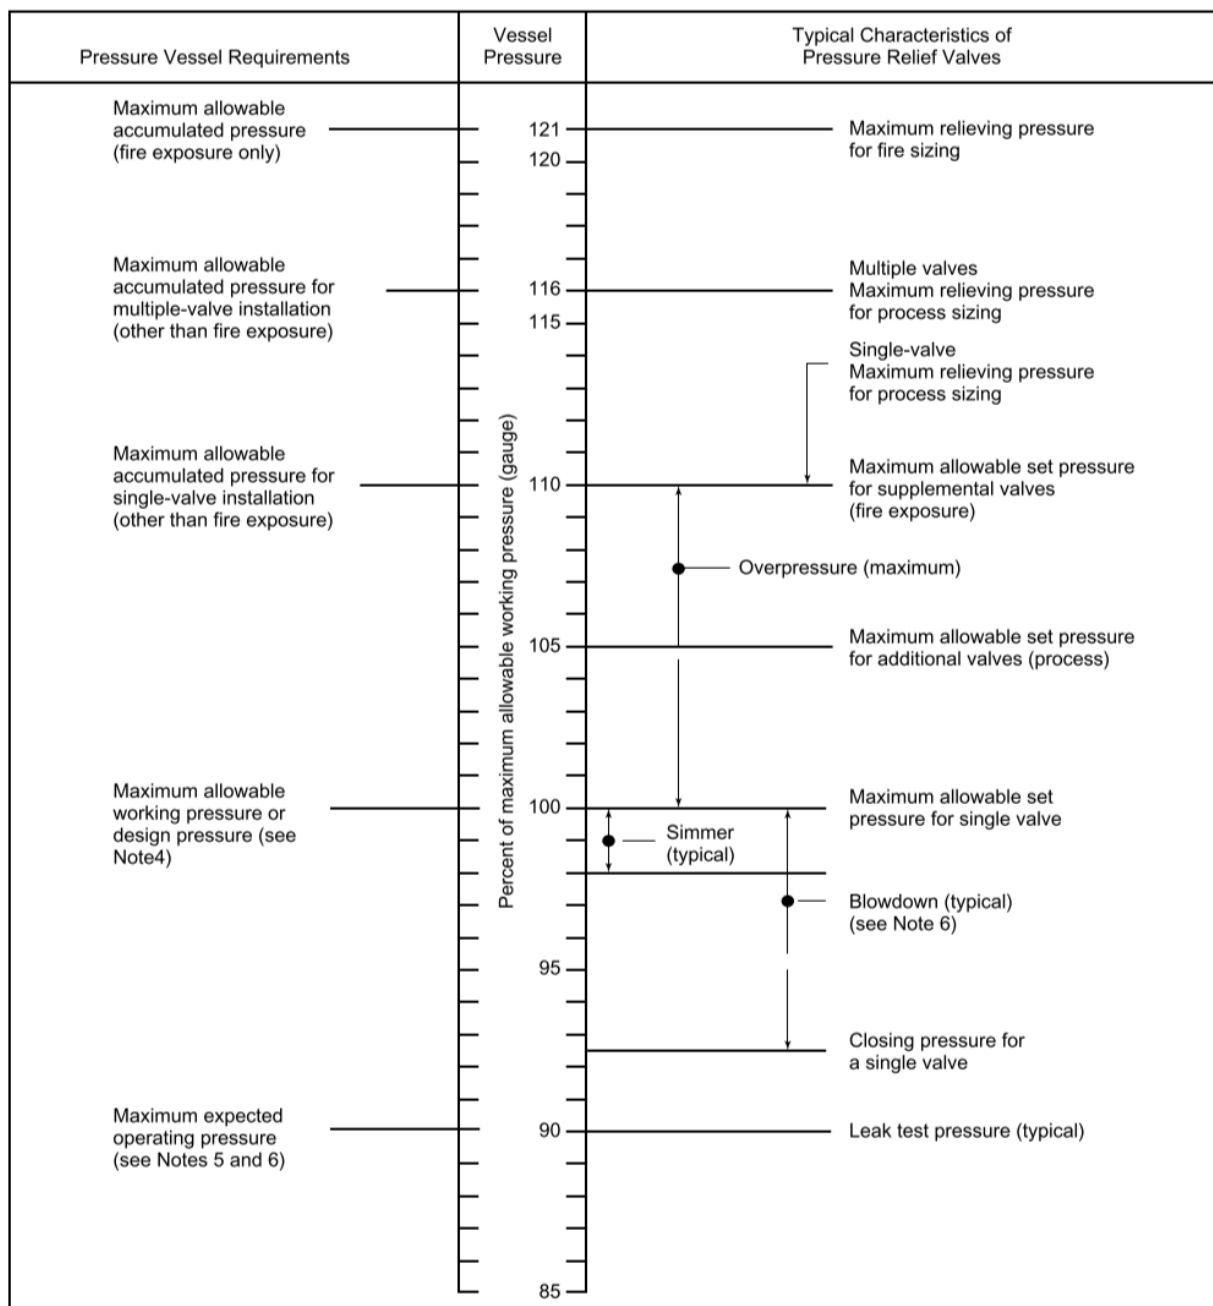 Pressure Vessel Requirements
Vessel
Pressure
Typical Characteristics of
Pressure Relief Valves
Maximum allowable
accumulated pressure
(fire exposure only)
Maximum allowable
accumulated pressure for
multiple-valve installation
(other than fire exposure)
Maximum allowable
accumulated pressure for
single-valve installation
(other than fire exposure)
Maximum allowable
working pressure or
design pressure (see
Note4)
Maximum expected
operating pressure
(see Notes 5 and 6)
Percent of maximum allowable working pressure (gauge)
121
120
116
115
110
105
100
95
90
85
Maximum relieving pressure
for fire sizing
Multiple valves
Maximum relieving pressure
for process sizing
Single-valve
Maximum relieving pressure
for process sizing
Maximum allowable set pressure
for supplemental valves
(fire exposure)
Overpressure (maximum)
Maximum allowable set pressure
for additional valves (process)
Maximum allowable set
pressure for single valve
Simmer
(typical)
Blowdown (typical)
(see Note 6)
Closing pressure for
a single valve
Leak test pressure (typical)